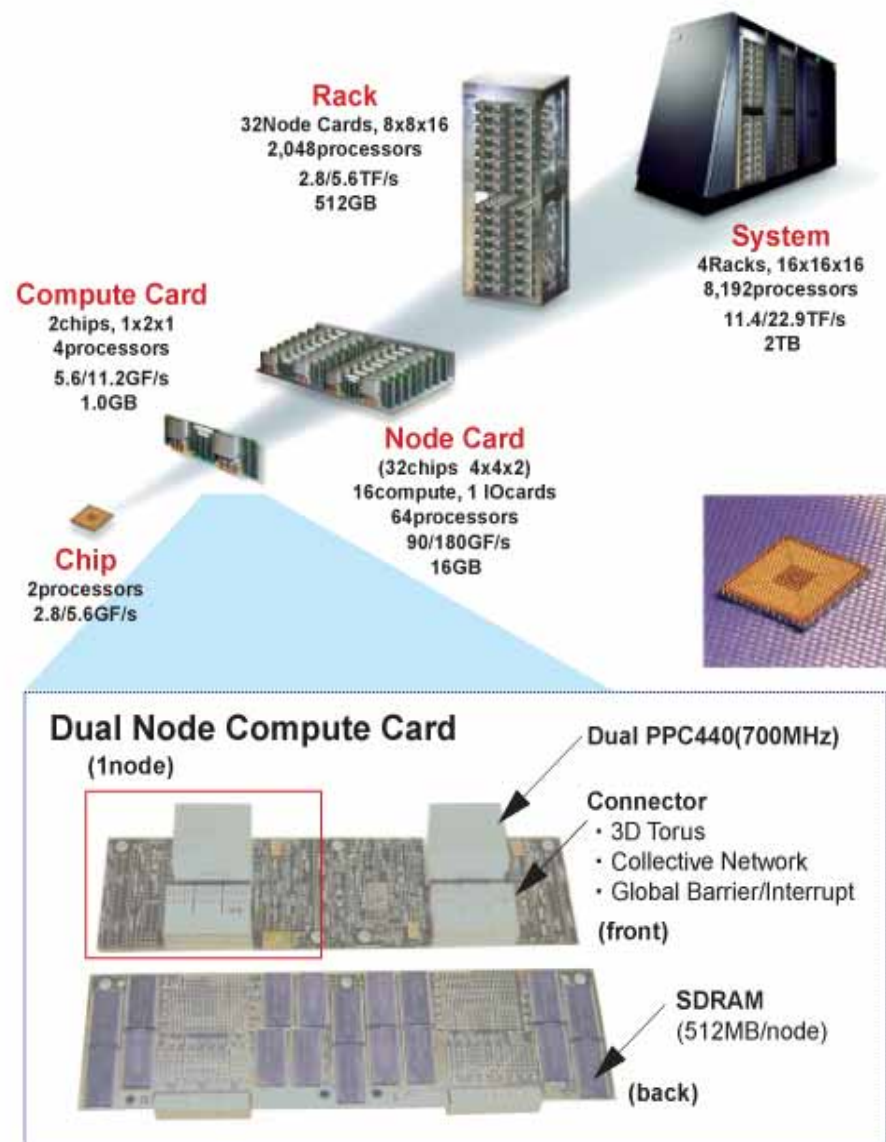 Rack
32Node Cards, 8x8x16
2,048processors
2.8/5.6TF/s
512GB
System
4Racks, 16x16x16
8,192processors
11.4/22.9TF/s
2TB
Compute Card
2chips, 1x2x1
4processors
5.6/11.2GF/s
1.0GB
Node Card
(32chips 4x4x2)
16compute, 1 IOcards
64processors
90/180GF/s
16GB
Chip
2processors
2.8/5.6GF/s
Dual Node Compute Card
(1node)
Dual PPC440(700MHz)
Connector
・3D Torus
・Collective Network
・Global Barrier/Interrupt
(front)
SDRAM
(512MB/node)
(back)